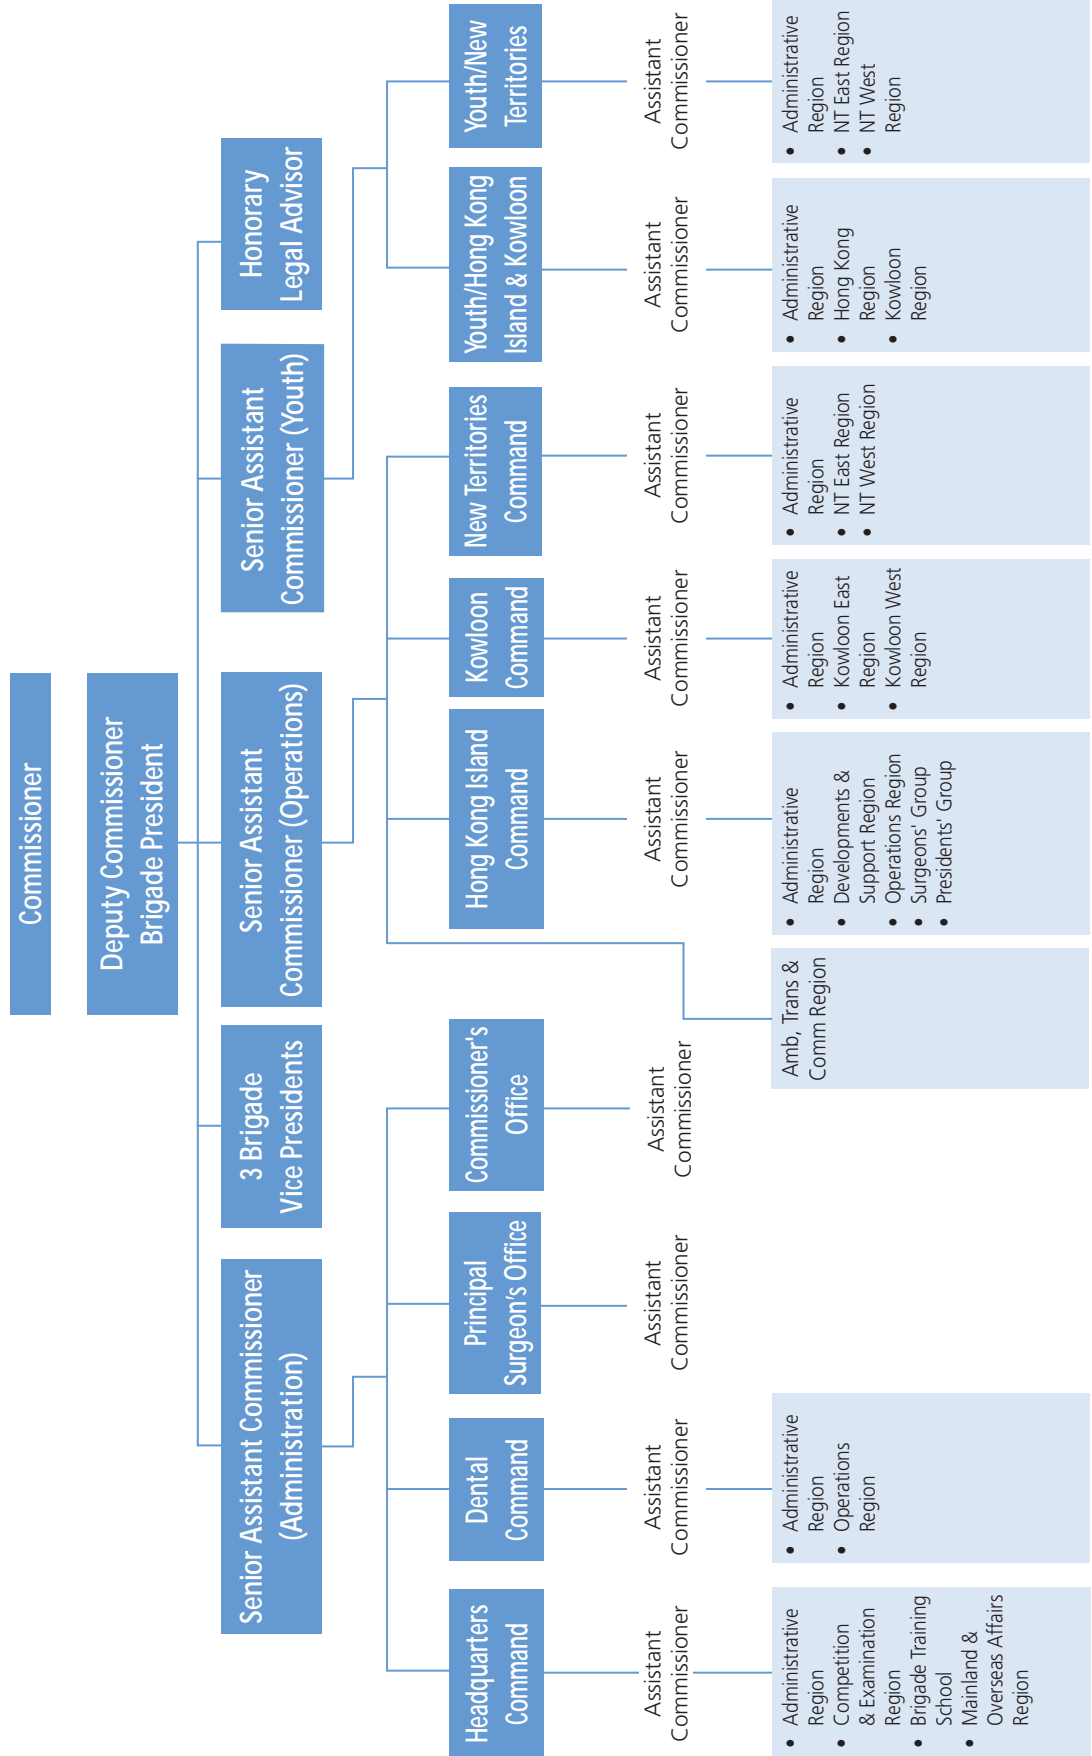 Commissioner
Deputy Commissioner
Brigade President
Senior Assistant Commissioner
(Administration)
3 Brigade
Vice Presidents
Senior Assistant
Commissioner (Operations)
Senior Assistant
Commissioner (Youth)
Honorary
Legal Advisor
Headquarters
Command
Dental
Command
Principal
Surgeon's Office
Commissioner's
Office
Hong Kong Island
Command
Kowloon
Command
New Territories
Command
Youth/Hong Kong
Island & Kowloon
Youth/New
Territories
Assistant
Commissioner
Assistant
Commissioner
Assistant
Commissioner
Assistant
Commissioner
Assistant
Commissioner
Assistant
Commissioner
Assistant
Commissioner
Assistant
Commissioner
Assistant
Commissioner
• Administrative
Region
• Competition
& Examination
Region
• Brigade Training
School
• Mainland &
Overseas Affairs
Region
• Administrative
Region
• Operations
Region
Amb, Trans &
Comm Region
• Administrative
Region
• Developments &
Support Region
• Operations Region
• Surgeons' Group
• Presidents' Group
• Administrative
Region
• Kowloon East
Region
• Kowloon West
Region
• Administrative
Region
• NT East Region
• NT West Region
• Administrative
Region
• Hong Kong
Region
• Kowloon
Region
• Administrative
Region
• NT East Region
• NT West
Region